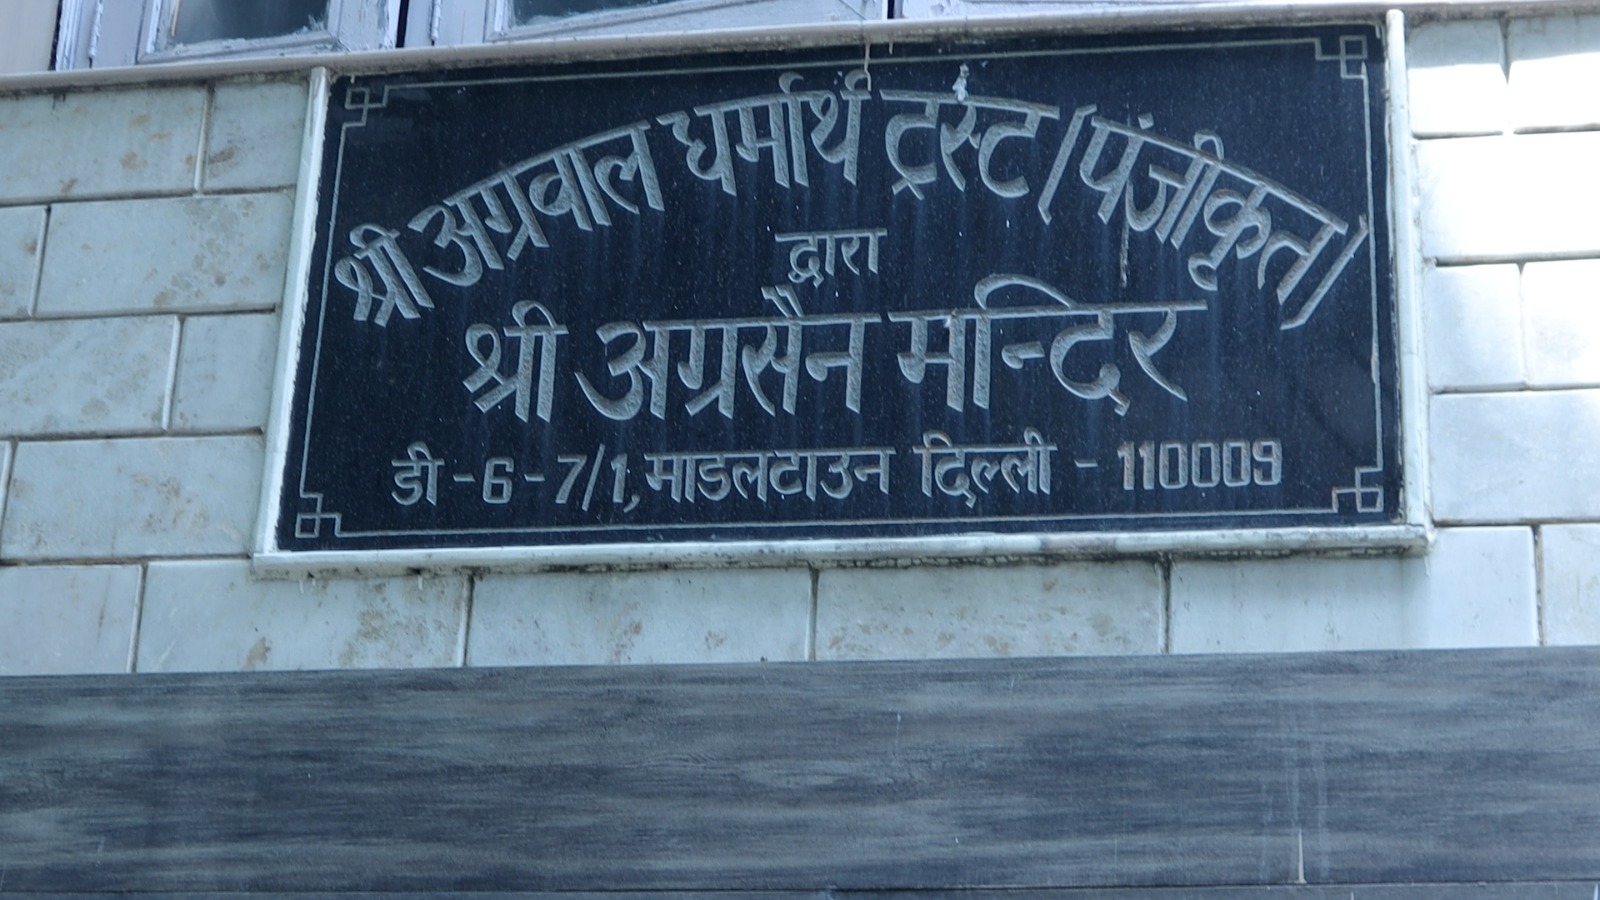 श्री अग्रवाल धर्मार्थ ट्रस्ट (पंजीकृत)
द्वारा
श्री अग्रसैन मन्दिर
डी -6-7/1, माडलटाउन दिल्ली - 110009